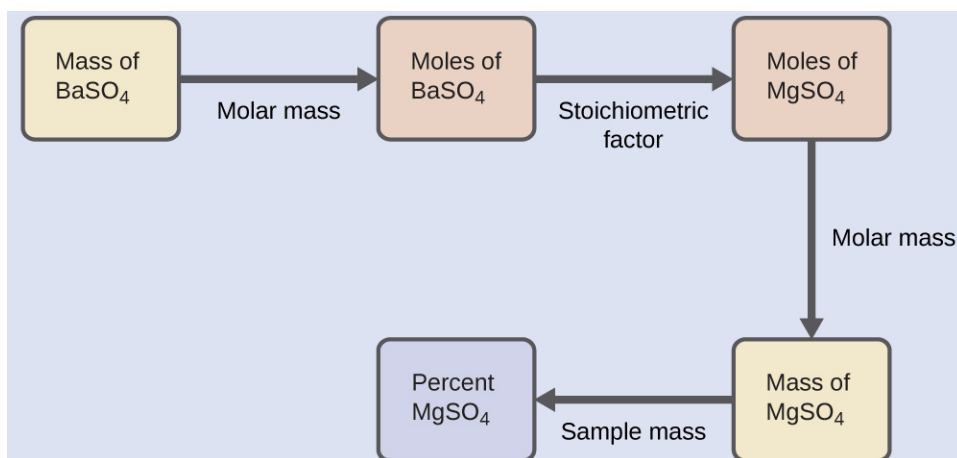 Mass of
BaSO₄
Molar mass
Moles of
BaSO₄
Stoichiometric
factor
Moles of
MgSO₄
Molar mass
Mass of
MgSO₄
Sample mass
Percent
MgSO₄